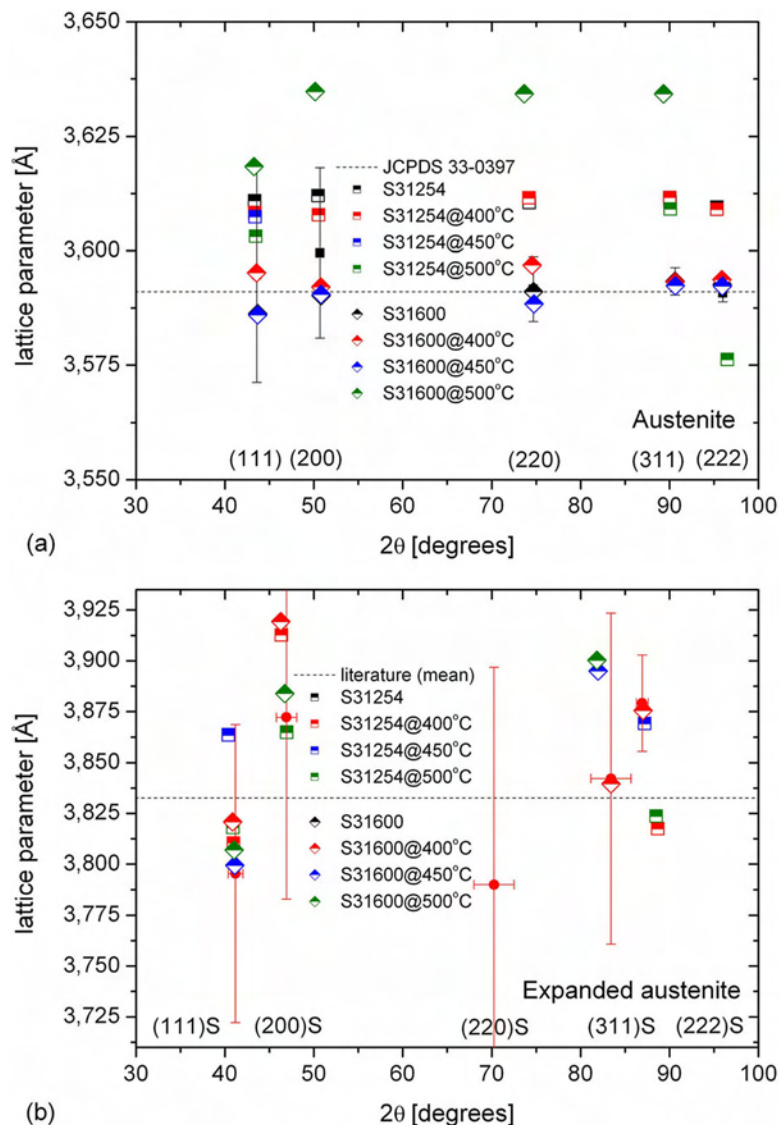 3,650
3,625
3,600
3,575
3,550
lattice parameter [Å]
JCPDS 33-0397
S31254
S31254@400°C
S31254@450°C
S31254@500°C
S31600
S31600@400°C
S31600@450°C
S31600@500°C
Austenite
(111) (200) (220) (311) (222)
30 40 50 60 70 80 90 100
(a) 2θ [degrees]
3,925
3,900
3,875
3,850
3,825
3,800
3,775
3,750
3,725
lattice parameter [Å]
literature (mean)
S31254
S31254@400°C
S31254@450°C
S31254@500°C
S31600
S31600@400°C
S31600@450°C
S31600@500°C
Expanded austenite
(111)S (200)S (220)S (311)S (222)S
30 40 50 60 70 80 90 100
(b) 2θ [degrees]